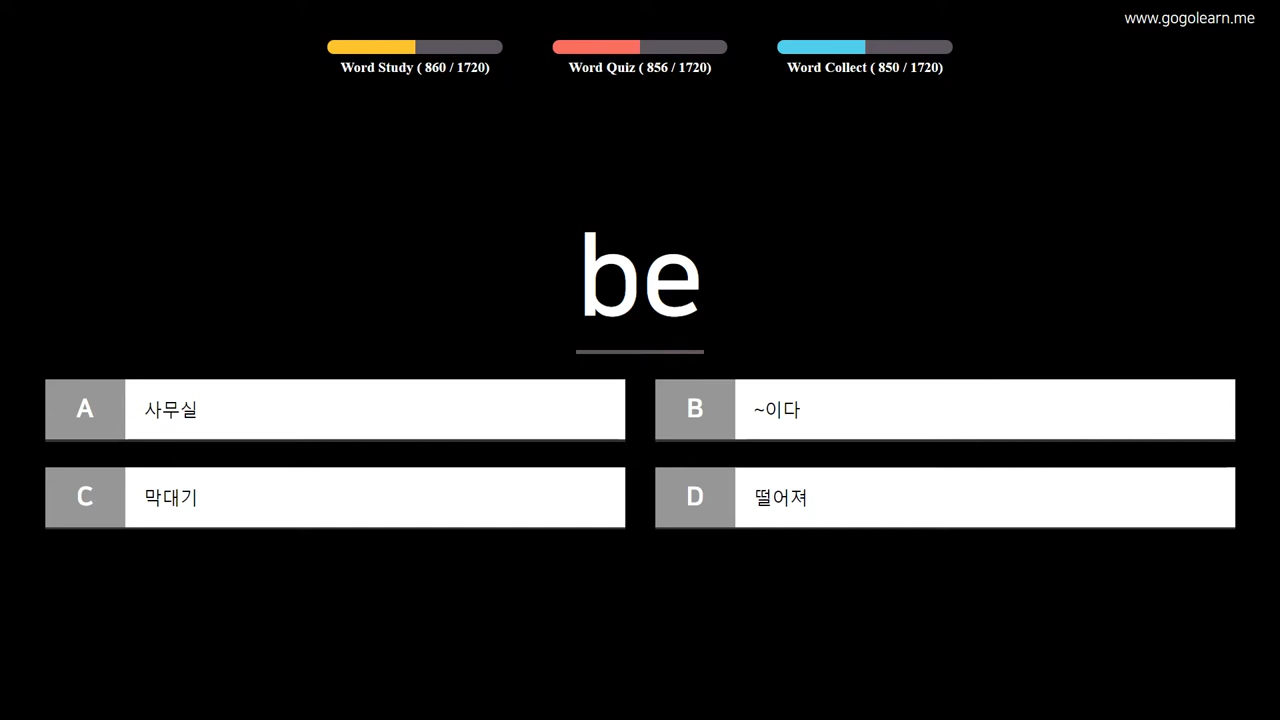 www.gogolearn.me
Word Study ( 860 / 1720)
Word Quiz ( 856 / 1720)
Word Collect ( 850 / 1720)
be
A 사무실
B ~이다
C 막대기
D 떨어져